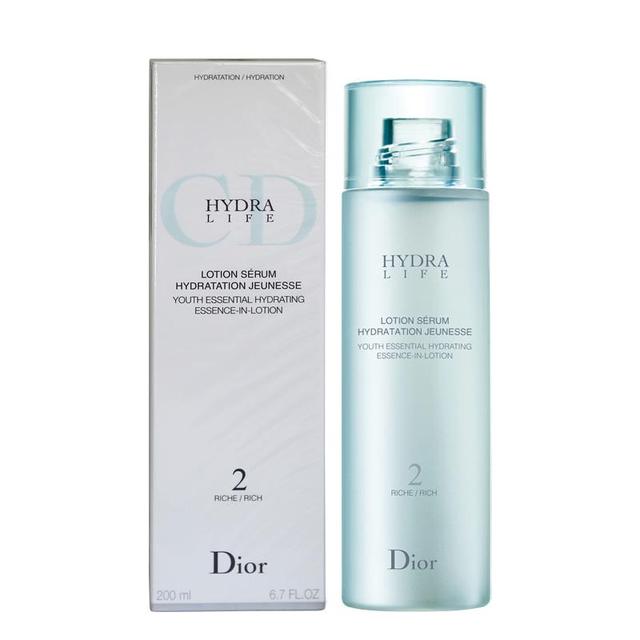 HYDRATATION / HYDRATION
CD
HYDRA
LIFE
LOTION SÉRUM
HYDRATATION JEUNESSE
YOUTH ESSENTIAL HYDRATING
ESSENCE-IN-LOTION
2
RICHE / RICH
Dior
200 ml 6.7 FL.OZ
HYDRA
LIFE
LOTION SÉRUM
HYDRATATION JEUNESSE
YOUTH ESSENTIAL HYDRATING
ESSENCE-IN-LOTION
2
RICHE / RICH
Dior